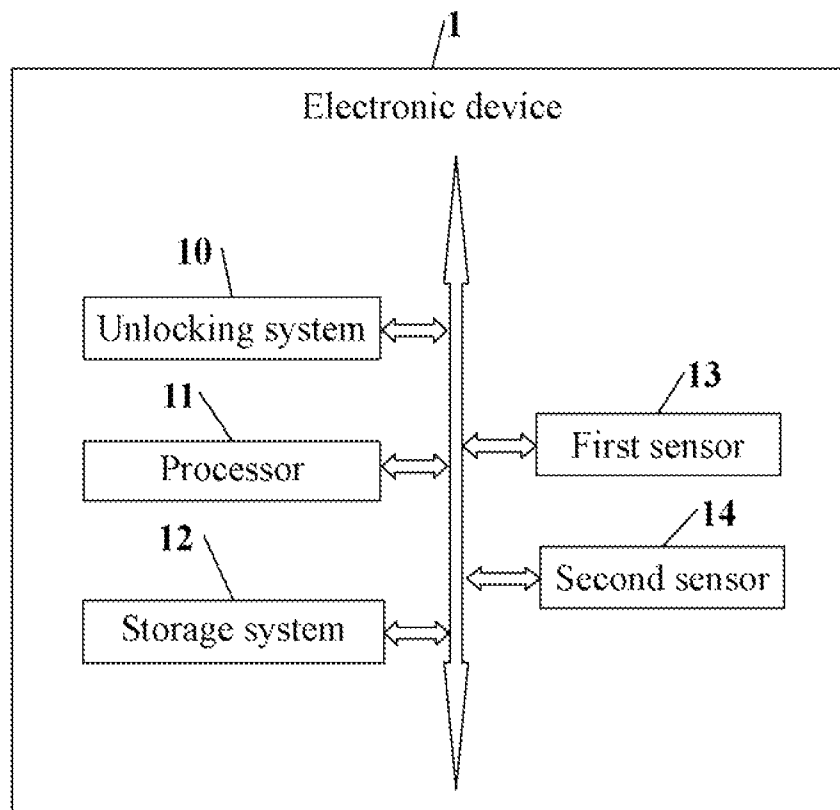 1
Electronic device
10
Unlocking system
11
Processor
12
Storage system
13
First sensor
14
Second sensor